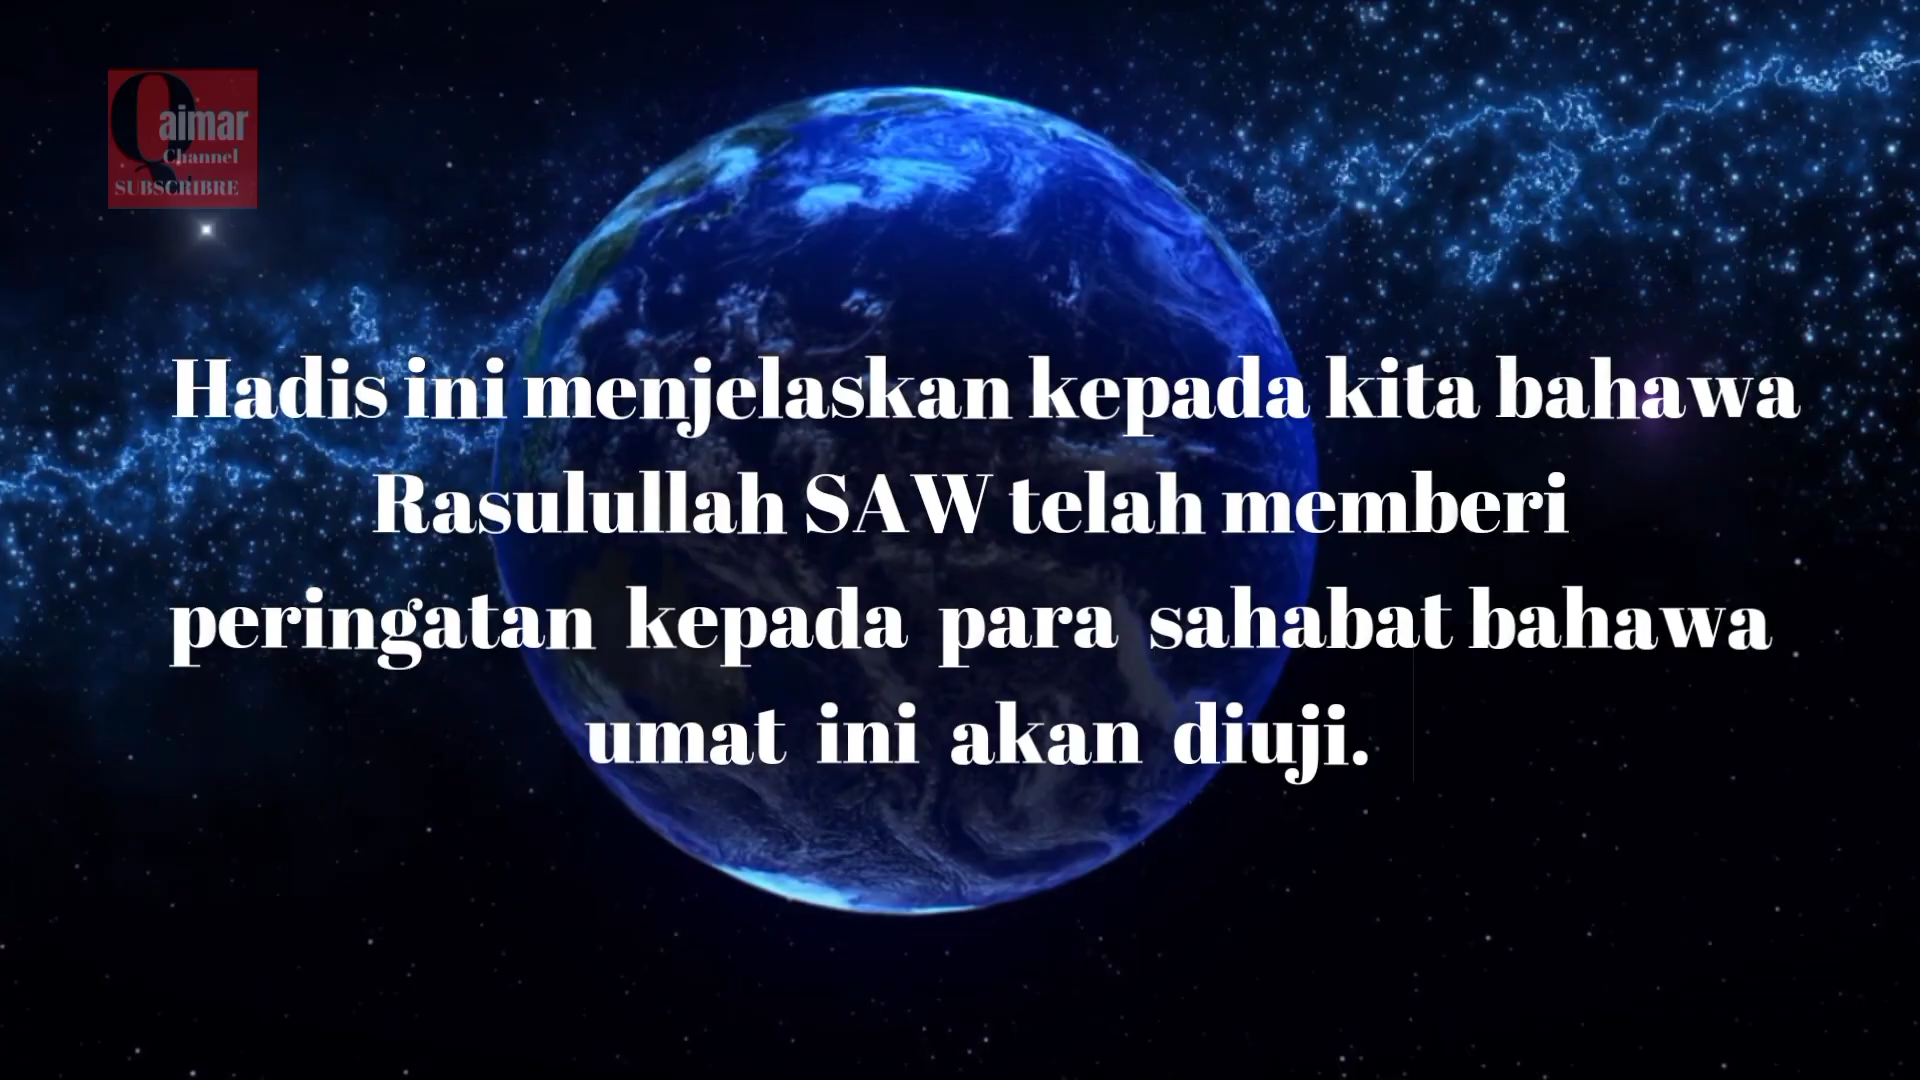 Qaimar
Channel
SUBSCRIBRE
Hadis ini menjelaskan kepada kita bahawa
Rasulullah SAW telah memberi
peringatan kepada para sahabat bahawa
umat ini akan diuji.